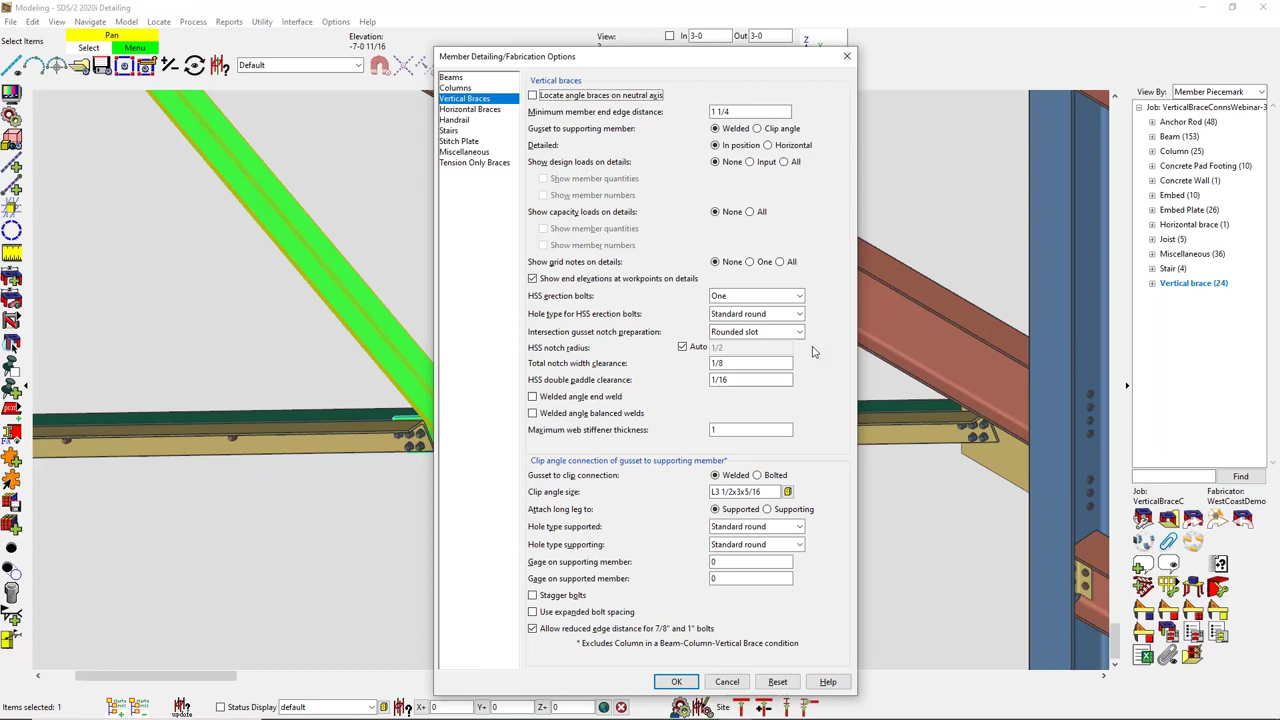 Modeling - SDS/2 2020i Detailing
File Edit View Navigate Model Locate Process Reports Utility Interface Options Help
Select Items
Pan
Select Menu
Elevation:
-7-0 11/16
View:
In 3-0 Out 3-0
Z
Default
Member Detailing/Fabrication Options
Beams
Columns
Vertical Braces
Horizontal Braces
Handrail
Stairs
Stitch Plate
Miscellaneous
Tension Only Braces
Vertical braces
Locate angle braces on neutral axis
Minimum member end edge distance: 1 1/4
Gusset to supporting member: Welded Clip angle
Detailed: In position Horizontal
Show design loads on details: None Input All
Show member quantities
Show member numbers
Show capacity loads on details: None All
Show member quantities
Show member numbers
Show grid notes on details: None One All
Show end elevations at workpoints on details
HSS erection bolts: One
Hole type for HSS erection bolts: Standard round
Intersection gusset notch preparation: Rounded slot
HSS notch radius: Auto 1/2
Total notch width clearance: 1/8
HSS double paddle clearance: 1/16
Welded angle end weld
Welded angle balanced welds
Maximum web stiffener thickness: 1
Clip angle connection of gusset to supporting member*
Gusset to clip connection: Welded Bolted
Clip angle size: L3 1/2x3x5/16
Attach long leg to: Supported Supporting
Hole type supported: Standard round
Hole type supporting: Standard round
Gage on supporting member: 0
Gage on supported member: 0
Stagger bolts
Use expanded bolt spacing
Allow reduced edge distance for 7/8" and 1" bolts
* Excludes Column in a Beam-Column-Vertical Brace condition
OK Cancel Reset Help
View By: Member Piecemark
Job: VerticalBraceConnsWebinar-3
Anchor Rod (48)
Beam (153)
Column (25)
Concrete Pad Footing (10)
Concrete Wall (1)
Embed (10)
Embed Plate (26)
Horizontal brace (1)
Joist (5)
Miscellaneous (36)
Stair (4)
Vertical brace (24)
Find
Job: Fabricator:
VerticalBraceC WestCoastDemo
Items selected:
update
Status Display default
X+ 0 Y+ 0 Z+ 0
Site